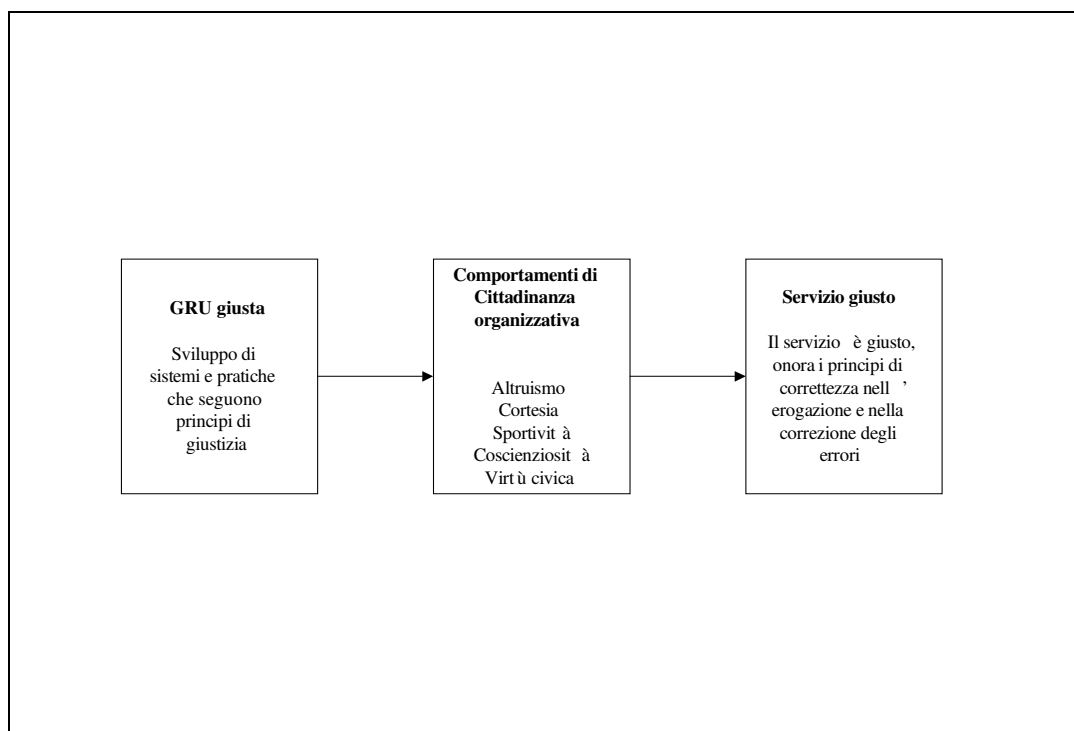 GRU giusta
Sviluppo di
sistemi e pratiche
che seguono
principi di
giustizia
Comportamenti di
Cittadinanza
organizzativa
Altruismo
Cortesia
Sportivit à
Coscienziosit à
Virt ù civica
Servizio giusto
Il servizio è giusto,
onora i principi di
correttezza nell ’
erogazione e nella
correzione degli
errori